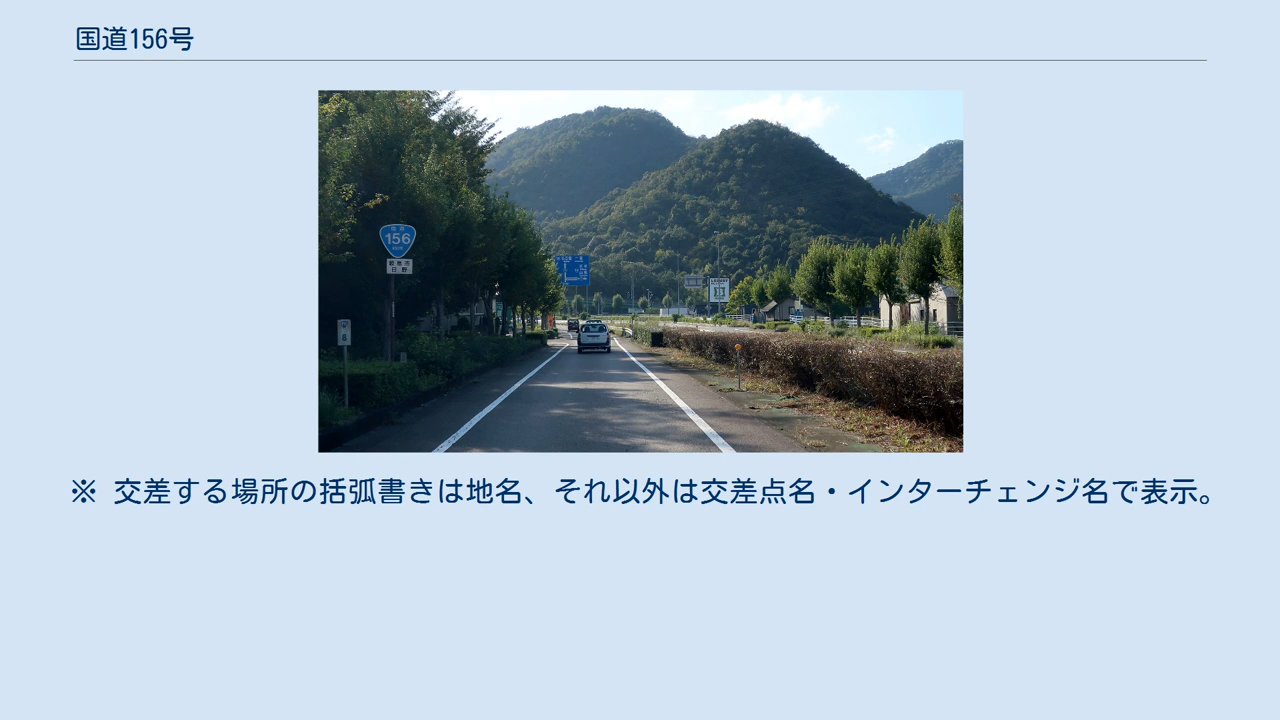 国道156号
156
※ 交差する場所の括弧書きは地名、それ以外は交差点名・インターチェンジ名で表示。